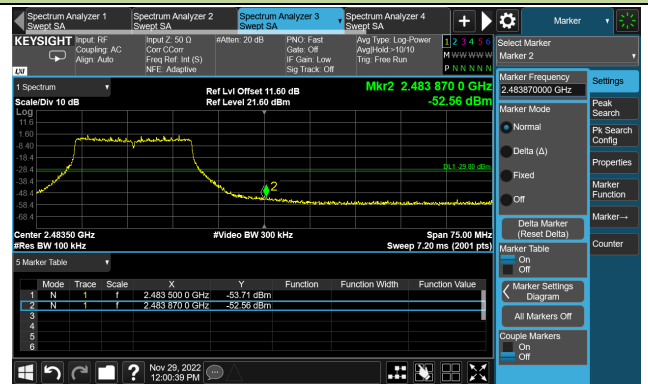 Spectrum Analyzer 1
Swept SA
Spectrum Analyzer 2
Swept SA
Spectrum Analyzer 3
Swept SA
Spectrum Analyzer 4
Swept SA
Marker
KEYSIGHT
Input: RF
Coupling: AC
Align: Auto
Input Z: 50 Ω
Corr CCorr
Freq Ref: Int (S)
NFE: Adaptive
#Atten: 20 dB
PNO: Fast
Gate: Off
IF Gain: Low
Sig Track: Off
Avg Type: Log-Power
Avg|Hold:>10/10
Trig: Free Run
1 2 3 4 5 6
M W W W W W
P N N N N N
LXI
Select Marker
Marker 2
1 Spectrum
Scale/Div 10 dB
Log
Ref Lvl Offset 11.60 dB
Ref Level 21.60 dBm
Mkr2 2.483 870 0 GHz
-52.56 dBm
11.6
1.60
-8.40
-18.4
-28.4
-38.4
-48.4
-58.4
-68.4
DL1 -29.80 dBm
2
Center 2.48350 GHz
#Res BW 100 kHz
#Video BW 300 kHz
Span 75.00 MHz
Sweep 7.20 ms (2001 pts)
5 Marker Table
Mode Trace Scale X Y Function Function Width Function Value
1 N 1 f 2.483 500 0 GHz -53.71 dBm
2 N 1 f 2.483 870 0 GHz -52.56 dBm
3
4
5
6
Nov 29, 2022
12:00:39 PM
Marker Frequency
2.483870000 GHz
Marker Mode
Normal
Delta (Δ)
Fixed
Off
Delta Marker
(Reset Delta)
Marker Table
On
Off
Marker Settings
Diagram
All Markers Off
Couple Markers
On
Off
Settings
Peak
Search
Pk Search
Config
Properties
Marker
Function
Marker→
Counter